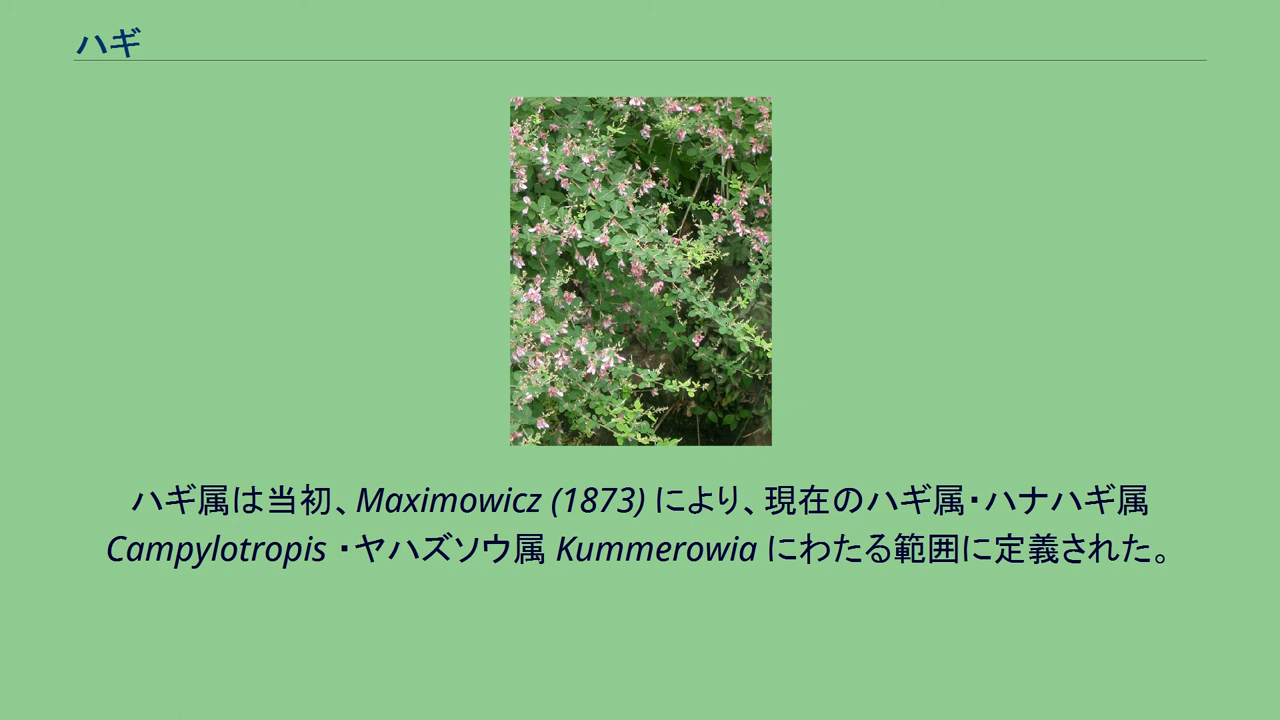 ハギ
ハギ属は当初、Maximowicz (1873) により、現在のハギ属・ハナハギ属
Campylotropis ・ヤハズソウ属 Kummerowia にわたる範囲に定義された。